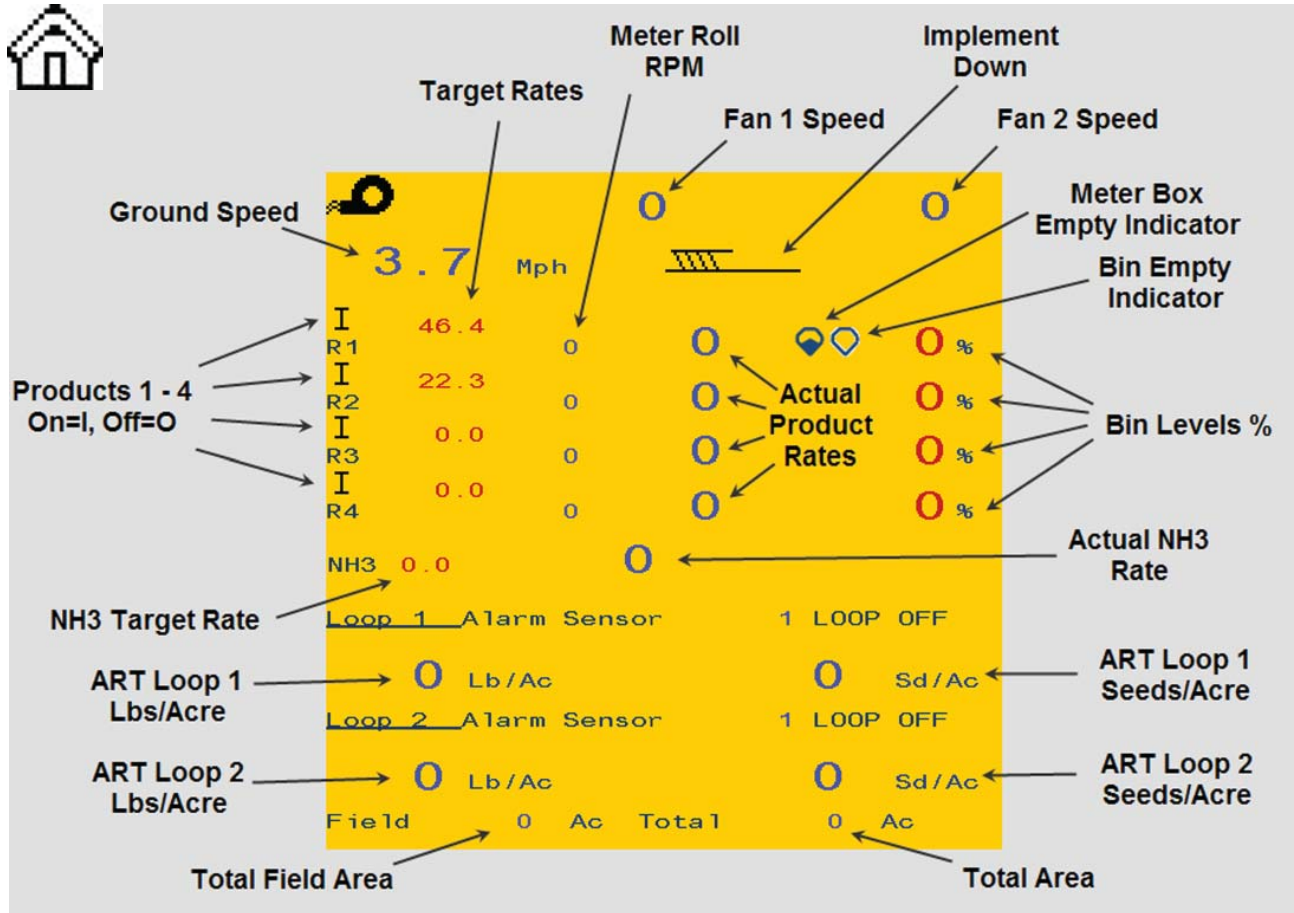 Meter Roll
RPM
Implement
Down
Target Rates
Fan 1 Speed
Fan 2 Speed
Ground Speed
0
0
Meter Box
Empty Indicator
3.7 Mph
Bin Empty
Indicator
I 46.4
R1 0 0 0 %
Products 1 - 4
On=I, Off=O
I 22.3
R2 0 0 0 %
I 0.0
R3 0 0 0 %
I 0.0
R4 0 0 0 %
Actual
Product
Rates
Bin Levels %
NH3 0.0 0
Actual NH3
Rate
NH3 Target Rate
Loop 1 Alarm Sensor 1 LOOP OFF
ART Loop 1
Lbs/Acre
0 Lb/Ac 0 Sd/Ac
ART Loop 1
Seeds/Acre
Loop 2 Alarm Sensor 1 LOOP OFF
ART Loop 2
Lbs/Acre
0 Lb/Ac 0 Sd/Ac
ART Loop 2
Seeds/Acre
Field 0 Ac Total 0 Ac
Total Field Area
Total Area